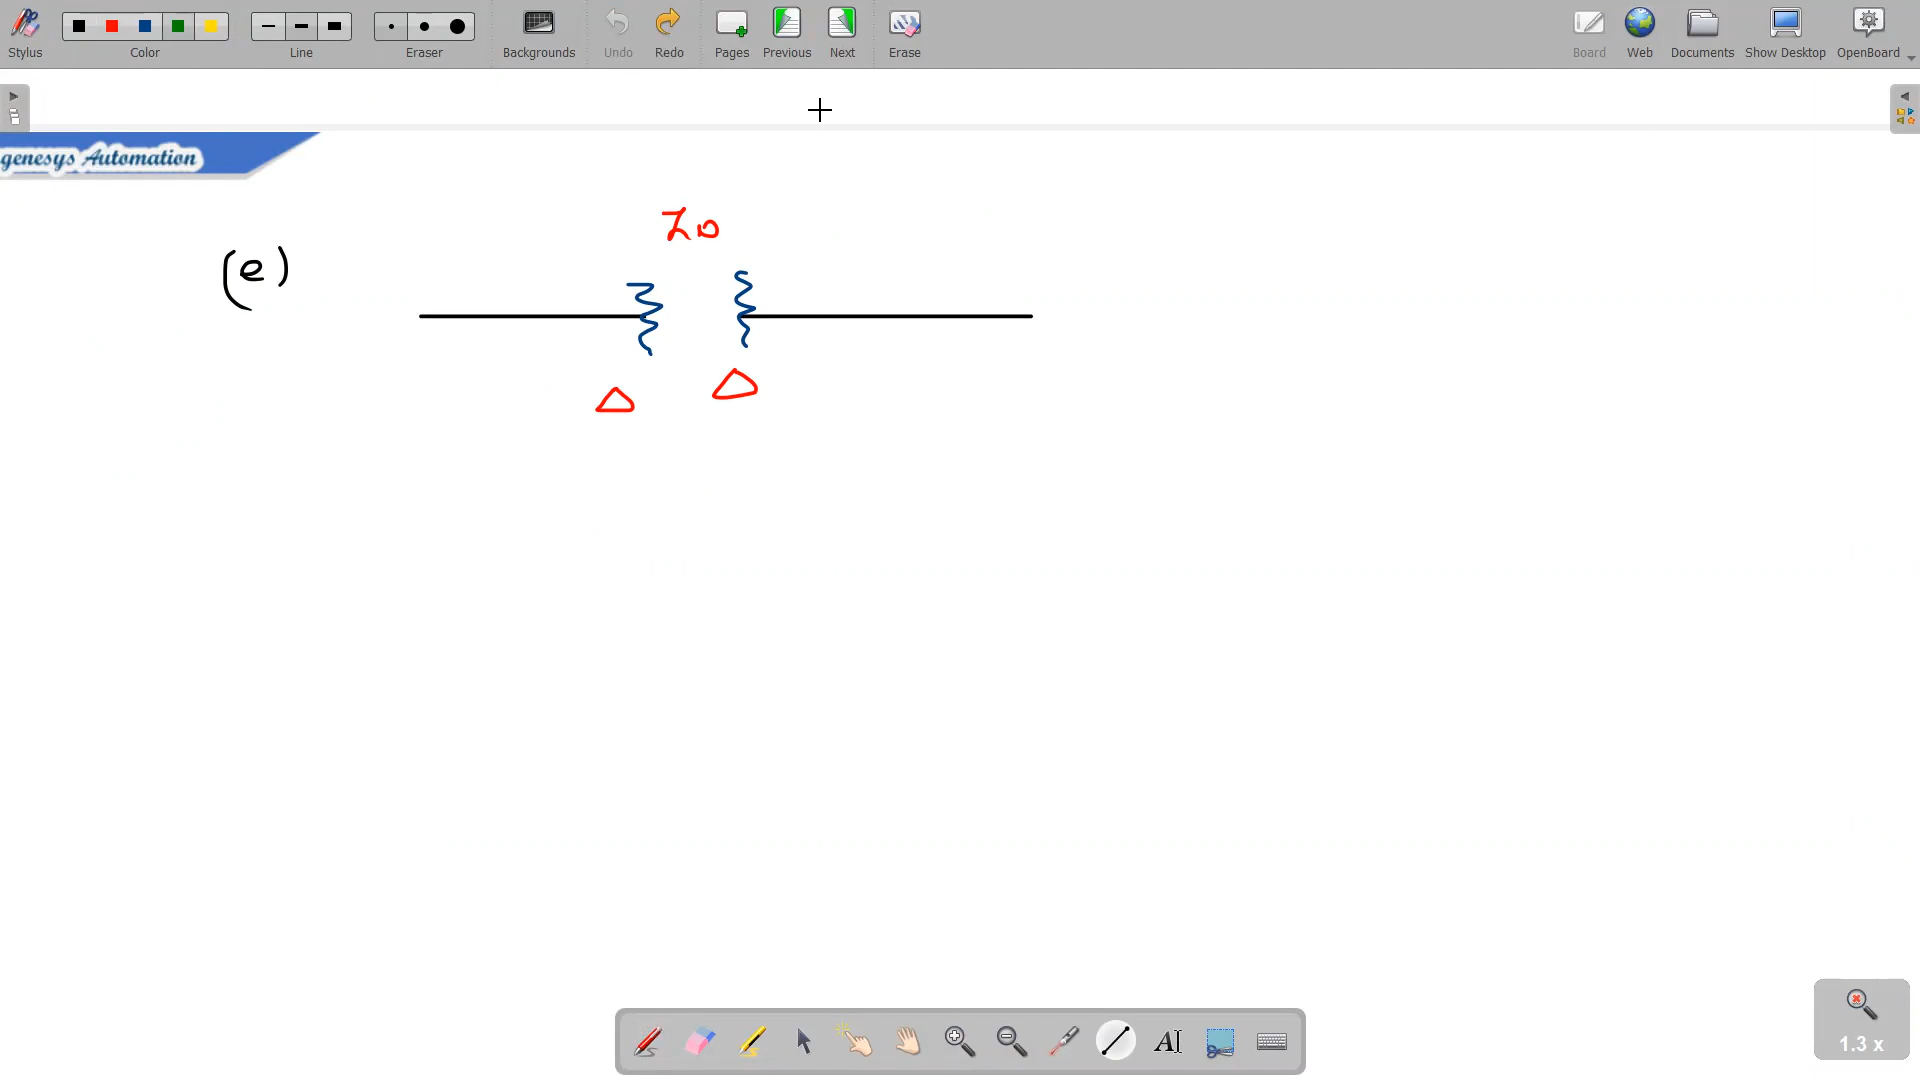 Stylus
Color
Line
Eraser
Backgrounds
Undo
Redo
Pages
Previous
Next
Erase
Board
Web
Documents
Show Desktop
OpenBoard
genesys Automation
Z0
(e)
Δ Δ
1.3 x